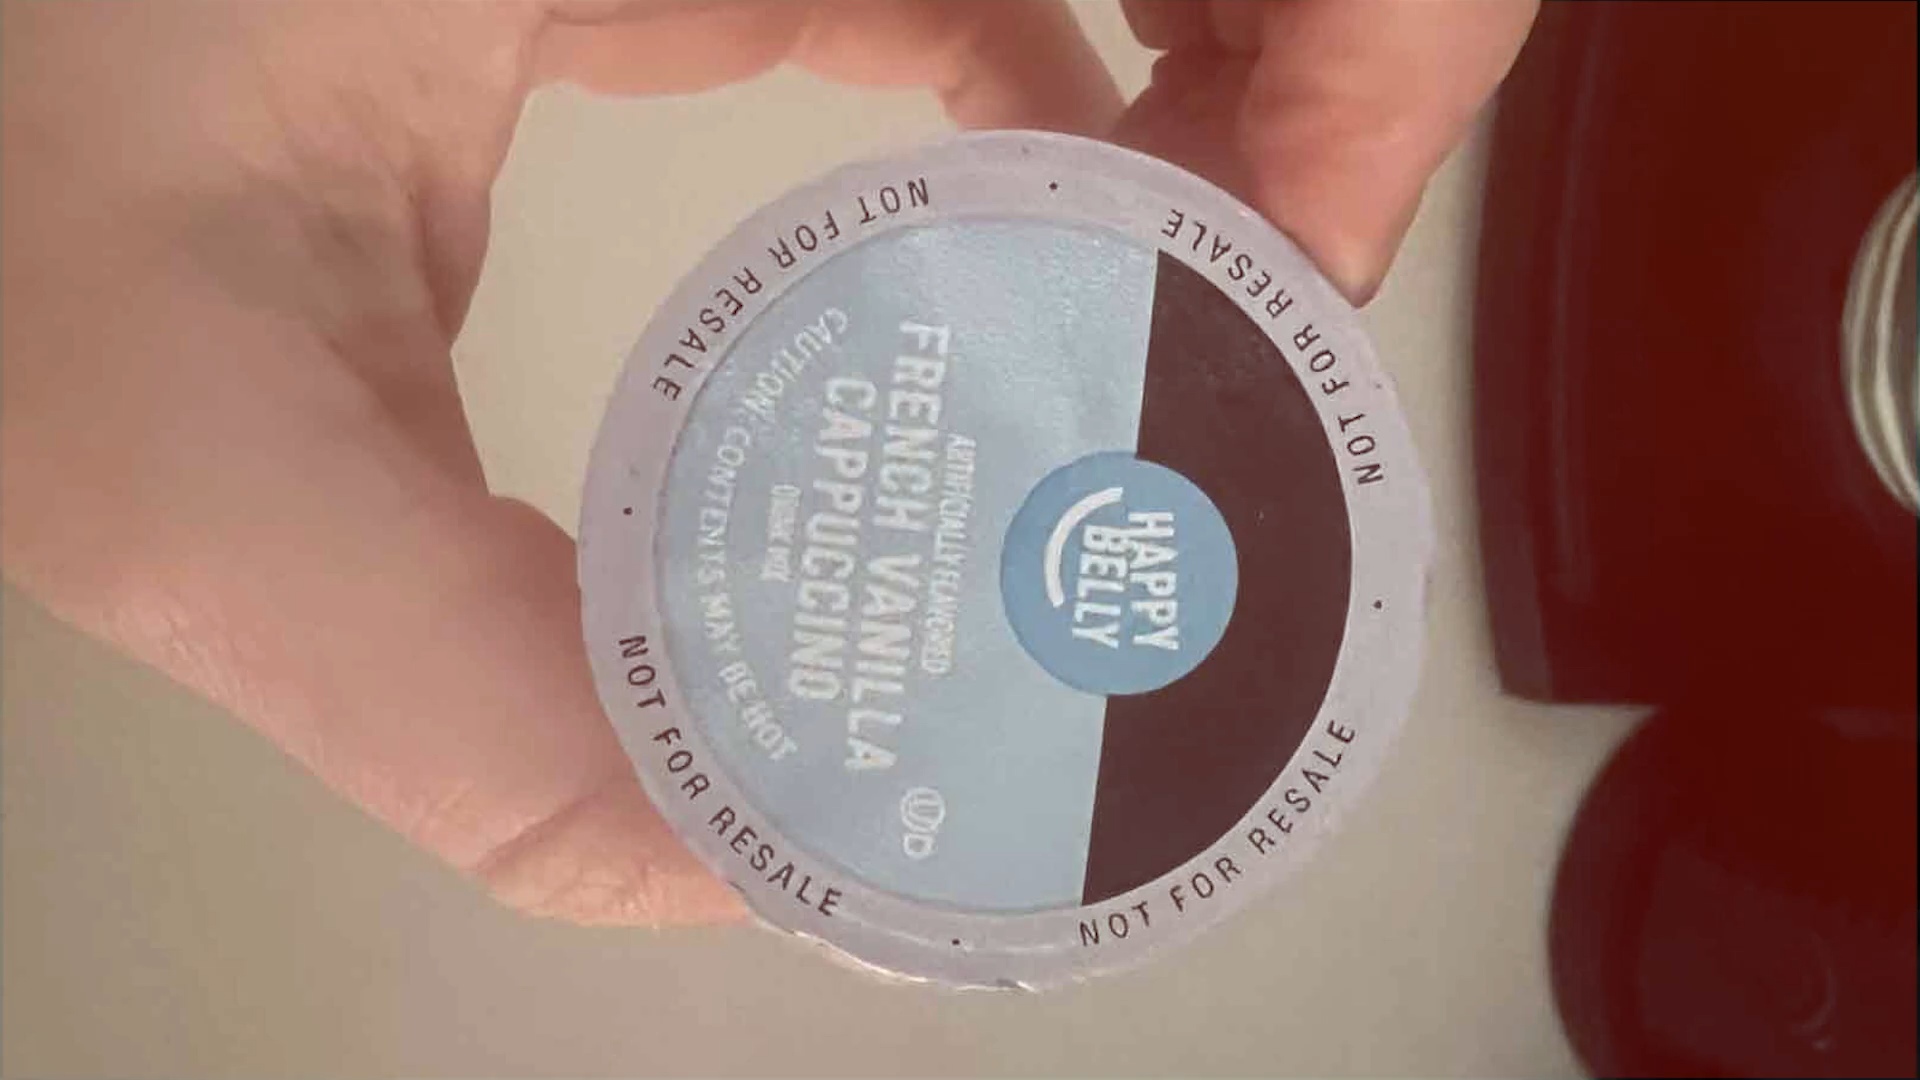 HAPPY
BELLY
ARTIFICIALLY FLAVORED
FRENCH VANILLA
CAPPUCCINO
DRINK MIX
CAUTION: CONTENTS MAY BE HOT
UD
NOT FOR RESALE • NOT FOR RESALE • NOT FOR RESALE • NOT FOR RESALE •